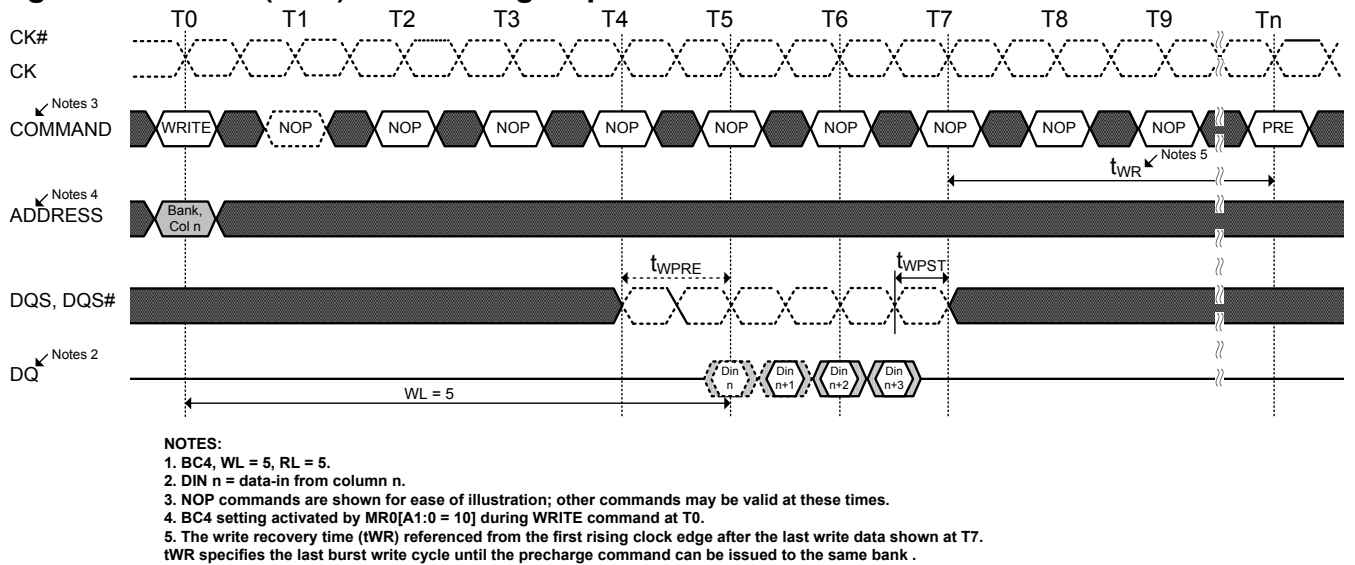 T0 T1 T2 T3 T4 T5 T6 T7 T8 T9 Tn
CK#
CK
Notes 3
COMMAND
WRITE NOP NOP NOP NOP NOP NOP NOP NOP NOP PRE
tWR Notes 5
Notes 4
ADDRESS
Bank,
Col n
tWPRE tWPST
DQS, DQS#
Notes 2
DQ
Din Din Din Din
n n+1 n+2 n+3
WL = 5
NOTES:
1. BC4, WL = 5, RL = 5.
2. DIN n = data-in from column n.
3. NOP commands are shown for ease of illustration; other commands may be valid at these times.
4. BC4 setting activated by MR0[A1:0 = 10] during WRITE command at T0.
5. The write recovery time (tWR) referenced from the first rising clock edge after the last write data shown at T7.
tWR specifies the last burst write cycle until the precharge command can be issued to the same bank .